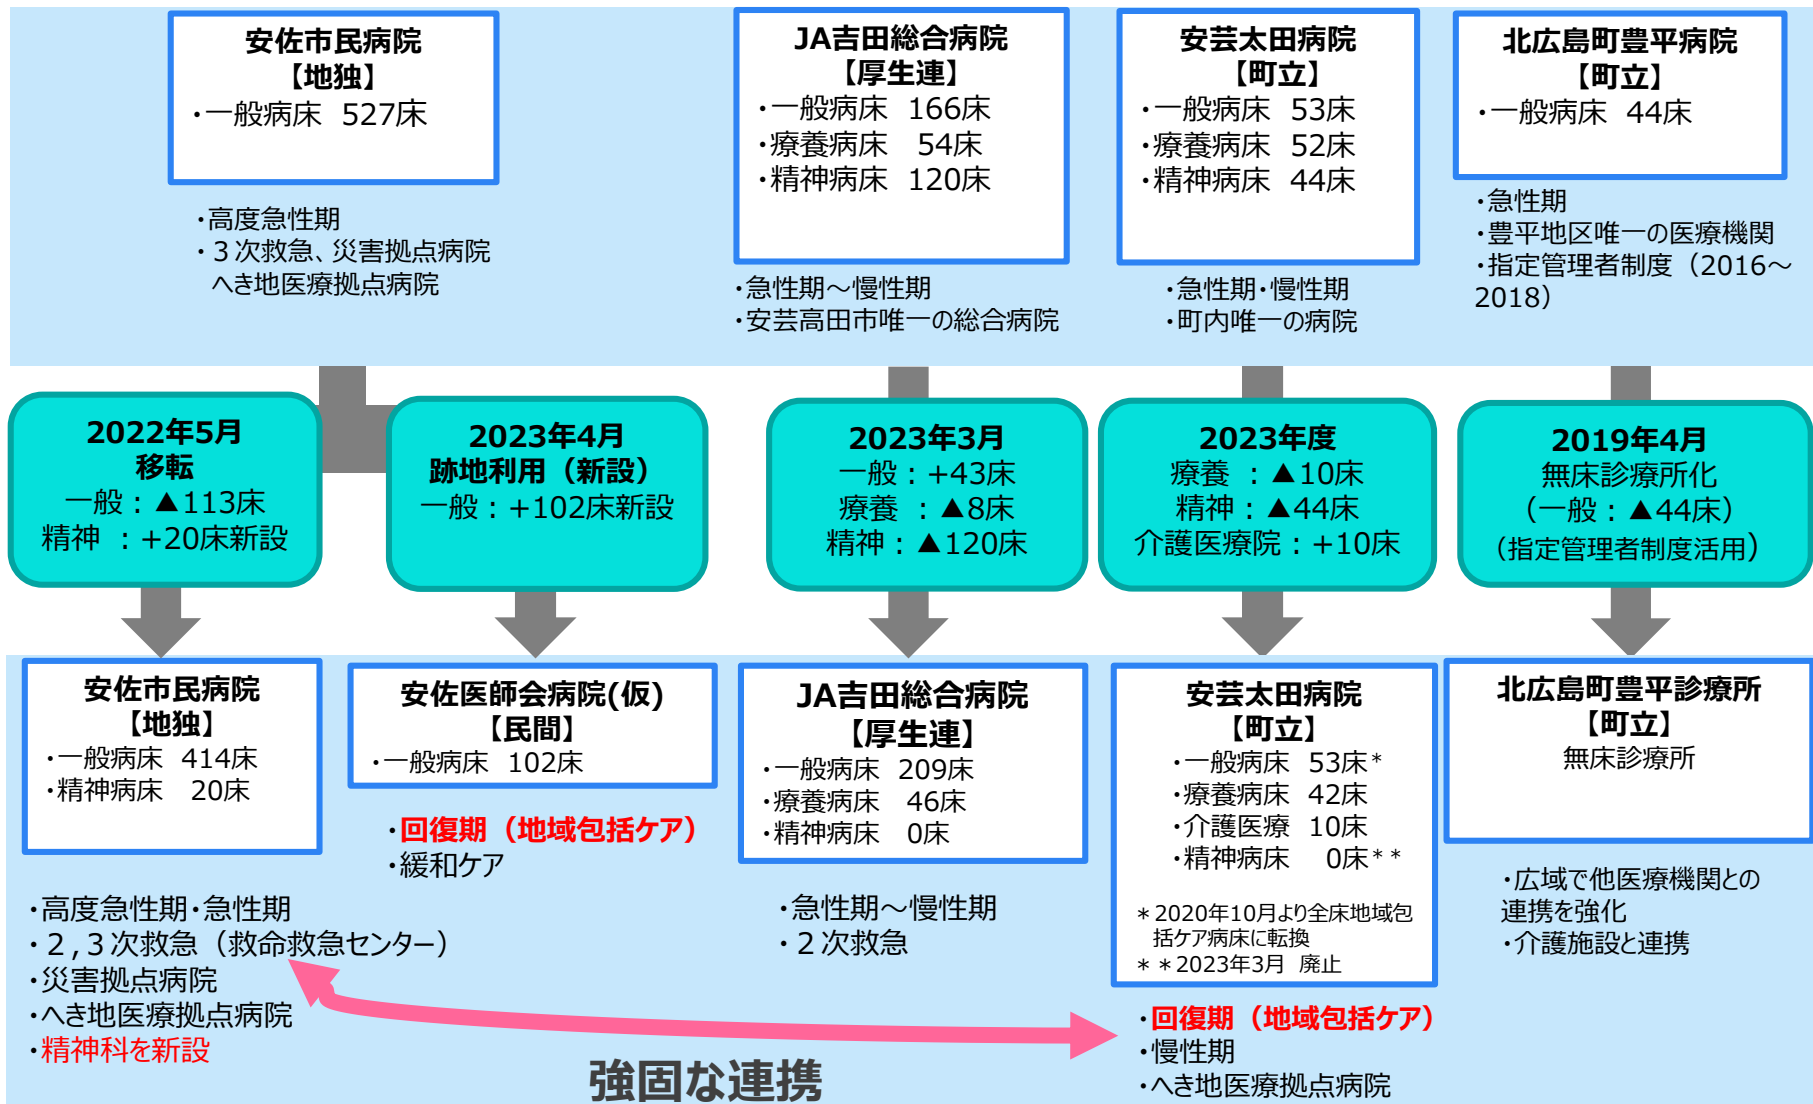 安佐市民病院
【地独】
・一般病床 527床
・高度急性期
・３次救急、災害拠点病院
へき地医療拠点病院
JA吉田総合病院
【厚生連】
・一般病床 166床
・療養病床 54床
・精神病床 120床
・急性期～慢性期
・安芸高田市唯一の総合病院
安芸太田病院
【町立】
・一般病床 53床
・療養病床 52床
・精神病床 44床
・急性期・慢性期
・町内唯一の病院
北広島町豊平病院
【町立】
・一般病床 44床
・急性期
・豊平地区唯一の医療機関
・指定管理者制度（2016～
2018）
2022年5月
移転
一般：▲113床
精神 ：+20床新設
2023年4月
跡地利用（新設）
一般：+102床新設
2023年3月
一般：+43床
療養 ：▲8床
精神：▲120床
2023年度
療養 ：▲10床
精神：▲44床
介護医療院：+10床
2019年4月
無床診療所化
（一般：▲44床）
（指定管理者制度活用）
安佐市民病院
【地独】
・一般病床 414床
・精神病床 20床
・高度急性期・急性期
・２,３次救急（救命救急センター）
・災害拠点病院
・へき地医療拠点病院
・精神科を新設
安佐医師会病院(仮)
【民間】
・一般病床 102床
・回復期（地域包括ケア）
・緩和ケア
JA吉田総合病院
【厚生連】
・一般病床 209床
・療養病床 46床
・精神病床 0床
・急性期～慢性期
・２次救急
安芸太田病院
【町立】
・一般病床 53床＊
・療養病床 42床
・介護医療 10床
・精神病床 0床＊＊
＊2020年10月より全床地域包
括ケア病床に転換
＊＊2023年3月 廃止
・回復期（地域包括ケア）
・慢性期
・へき地医療拠点病院
北広島町豊平診療所
【町立】
無床診療所
・広域で他医療機関との
連携を強化
・介護施設と連携
強固な連携